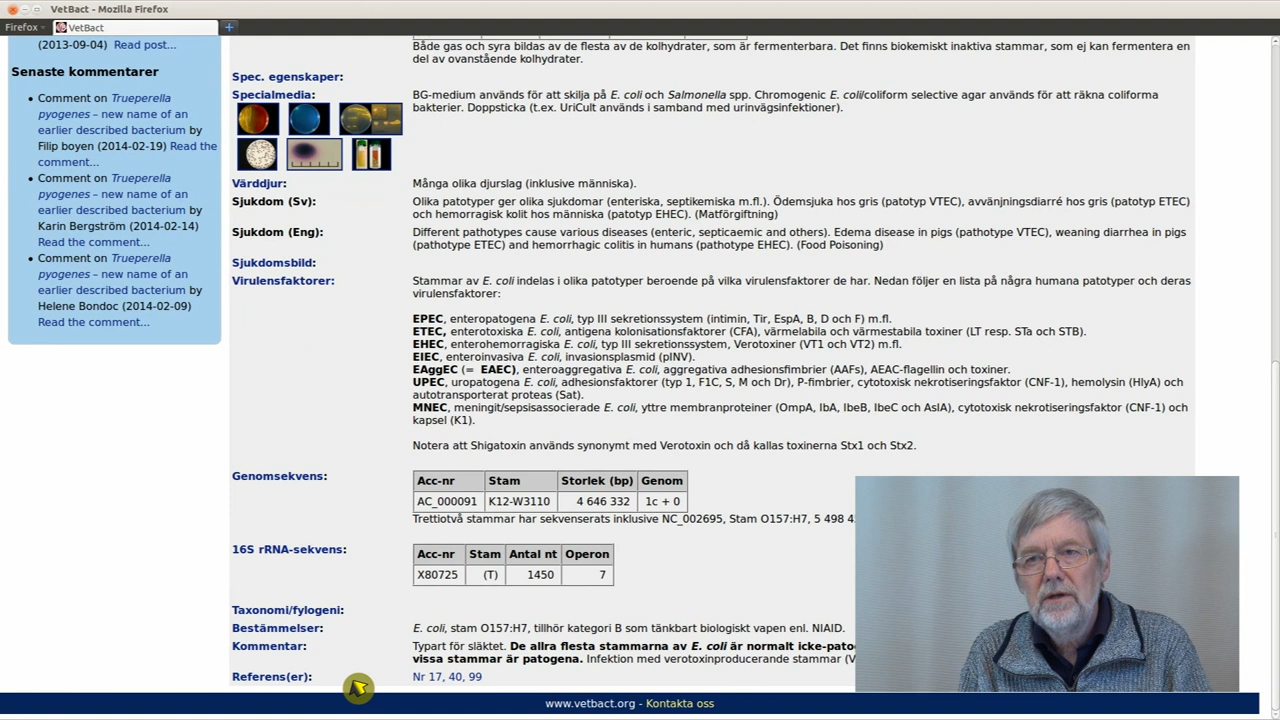 VetBact - Mozilla Firefox
Firefox
VetBact
(2013-09-04) Read post...
Senaste kommentarer
Comment on Trueperella
pyogenes – new name of an
earlier described bacterium by
Filip boyen (2014-02-19) Read the
comment...
Comment on Trueperella
pyogenes – new name of an
earlier described bacterium by
Karin Bergström (2014-02-14)
Read the comment...
Comment on Trueperella
pyogenes – new name of an
earlier described bacterium by
Helene Bondoc (2014-02-09)
Read the comment...
Både gas och syra bildas av de flesta av de kolhydrater, som är fermenterbara. Det finns biokemiskt inaktiva stammar, som ej kan fermentera en
del av ovanstående kolhydrater.
Spec. egenskaper:
Specialmedia: BG-medium används för att skilja på E. coli och Salmonella spp. Chromogenic E. coli/coliform selective agar används för att räkna coliforma
bakterier. Doppsticka (t.ex. UriCult används i samband med urinvägsinfektioner).
Värddjur: Många olika djurslag (inklusive människa).
Sjukdom (Sv): Olika patotyper ger olika sjukdomar (enteriska, septikemiska m.fl.). Ödemsjuka hos gris (patotyp VTEC), avvänjningsdiarré hos gris (patotyp ETEC)
och hemorragisk kolit hos människa (patotyp EHEC). (Matförgiftning)
Sjukdom (Eng): Different pathotypes cause various diseases (enteric, septicaemic and others). Edema disease in pigs (pathotype VTEC), weaning diarrhea in pigs
(pathotype ETEC) and hemorrhagic colitis in humans (pathotype EHEC). (Food Poisoning)
Sjukdomsbild:
Virulensfaktorer: Stammar av E. coli indelas i olika patotyper beroende på vilka virulensfaktorer de har. Nedan följer en lista på några humana patotyper och deras
virulensfaktorer:
EPEC, enteropatogena E. coli, typ III sekretionssystem (intimin, Tir, EspA, B, D och F) m.fl.
ETEC, enterotoxiska E. coli, antigena kolonisationsfaktorer (CFA), värmelabila och värmestabila toxiner (LT resp. STa och STB).
EHEC, enterohemorragiska E. coli, typ III sekretionssystem, Verotoxiner (VT1 och VT2) m.fl.
EIEC, enteroinvasiva E. coli, invasionsplasmid (pINV).
EAggEC (= EAEC), enteroaggregativa E. coli, aggregativa adhesionsfimbrier (AAFs), AEAC-flagellin och toxiner.
UPEC, uropatogena E. coli, adhesionsfaktorer (typ 1, F1C, S, M och Dr), P-fimbrier, cytotoxisk nekrotiseringsfaktor (CNF-1), hemolysin (HlyA) och
autotransporterat proteas (Sat).
MNEC, meningit/sepsisassocierade E. coli, yttre membranproteiner (OmpA, IbA, IbeB, IbeC och AslA), cytotoxisk nekrotiseringsfaktor (CNF-1) och
kapsel (K1).
Notera att Shigatoxin används synonymt med Verotoxin och då kallas toxinerna Stx1 och Stx2.
Genomsekvens: Acc-nr Stam Storlek (bp) Genom
AC_000091 K12-W3110 4 646 332 1c + 0
Trettiotvå stammar har sekvenserats inklusive NC_002695, Stam O157:H7, 5 498 4
16S rRNA-sekvens: Acc-nr Stam Antal nt Operon
X80725 (T) 1450 7
Taxonomi/fylogeni:
Bestämmelser: E. coli, stam O157:H7, tillhör kategori B som tänkbart biologiskt vapen enl. NIAID.
Kommentar: Typart för släktet. De allra flesta stammarna av E. coli är normalt icke-pato
vissa stammar är patogena. Infektion med verotoxinproducerande stammar (V
Referens(er): Nr 17, 40, 99
www.vetbact.org - Kontakta oss